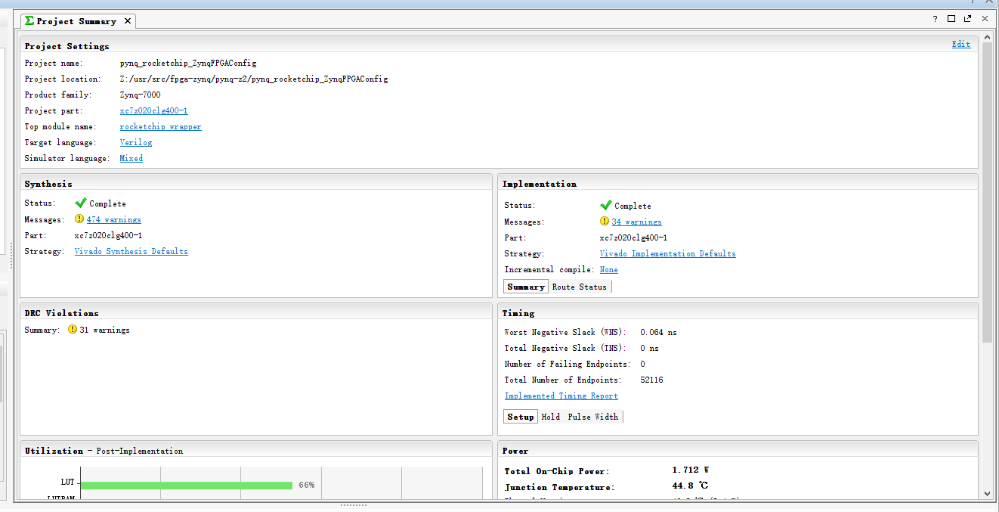 Project Summary
Project Settings
Edit
Project name: pynq_rocketchip_ZynqFPGAConfig
Project location: Z:/usr/src/fpga-zynq/pynq-z2/pynq_rocketchip_ZynqFPGAConfig
Product family: Zynq-7000
Project part: xc7z020clg400-1
Top module name: rocketchip_wrapper
Target language: Verilog
Simulator language: Mixed
Synthesis
Status: Complete
Messages: 474 warnings
Part: xc7z020clg400-1
Strategy: Vivado Synthesis Defaults
Implementation
Status: Complete
Messages: 34 warnings
Part: xc7z020clg400-1
Strategy: Vivado Implementation Defaults
Incremental compile: None
Summary Route Status
DRC Violations
Summary: 31 warnings
Timing
Worst Negative Slack (WNS): 0.064 ns
Total Negative Slack (TNS): 0 ns
Number of Failing Endpoints: 0
Total Number of Endpoints: 52116
Implemented Timing Report
Setup Hold Pulse Width
Utilization - Post-Implementation
LUT 66%
LUTRAM
Power
Total On-Chip Power: 1.712 W
Junction Temperature: 44.8 ℃